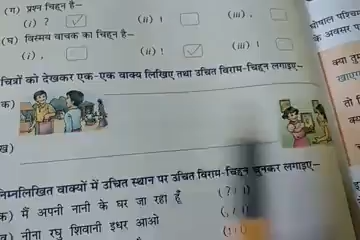 (ग) प्रश्न चिह्न है—
(i) ? ✓ (ii) ! (iii) .
(घ) विस्मय वाचक का चिह्न है—
(i) , (ii) ! ✓ (iii) ।
चित्रों को देखकर एक-एक वाक्य लिखिए तथा उचित विराम-चिह्न लगाइए—
क)
ख)
निम्नलिखित वाक्यों में उचित स्थान पर उचित विराम-चिह्न चुनकर लगाइए—
क) मैं अपनी नानी के घर जा रहा हूँ
नीना रघु शिवानी इधर आओ
भोपाल
के अवसर
क्या